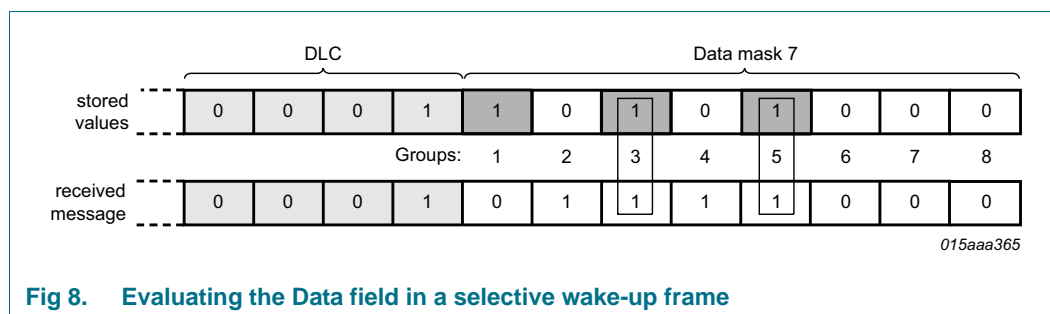 DLC Data mask 7
stored values 0 0 0 1 1 0 1 0 1 0 0 0
Groups: 1 2 3 4 5 6 7 8
received message 0 0 0 1 0 1 1 1 1 0 0 0
015aaa365
Fig 8. Evaluating the Data field in a selective wake-up frame